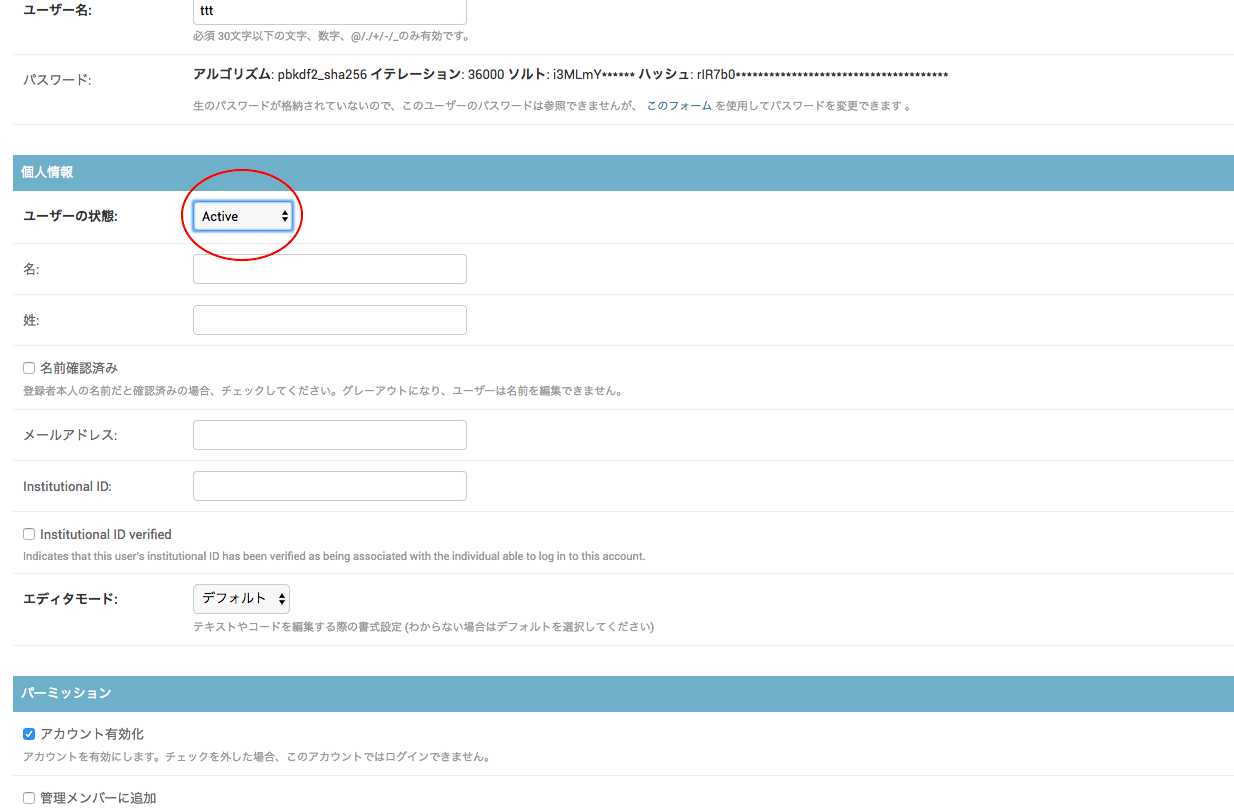 ユーザー名: ttt
必須 30文字以下の文字、数字、@/./+/-/_のみ有効です。
パスワード: アルゴリズム: pbkdf2_sha256 イテレーション: 36000 ソルト: i3MLmY****** ハッシュ: rIR7b0**************************************
生のパスワードが格納されていないので、このユーザーのパスワードは参照できませんが、 このフォーム を使用してパスワードを変更できます 。
個人情報
ユーザーの状態: Active
名:
姓:
名前確認済み
登録者本人の名前だと確認済みの場合、チェックしてください。グレーアウトになり、ユーザーは名前を編集できません。
メールアドレス:
Institutional ID:
Institutional ID verified
Indicates that this user's institutional ID has been verified as being associated with the individual able to log in to this account.
エディタモード: デフォルト
テキストやコードを編集する際の書式設定 (わからない場合はデフォルトを選択してください)
パーミッション
アカウント有効化
アカウントを有効にします。チェックを外した場合、このアカウントではログインできません。
管理メンバーに追加